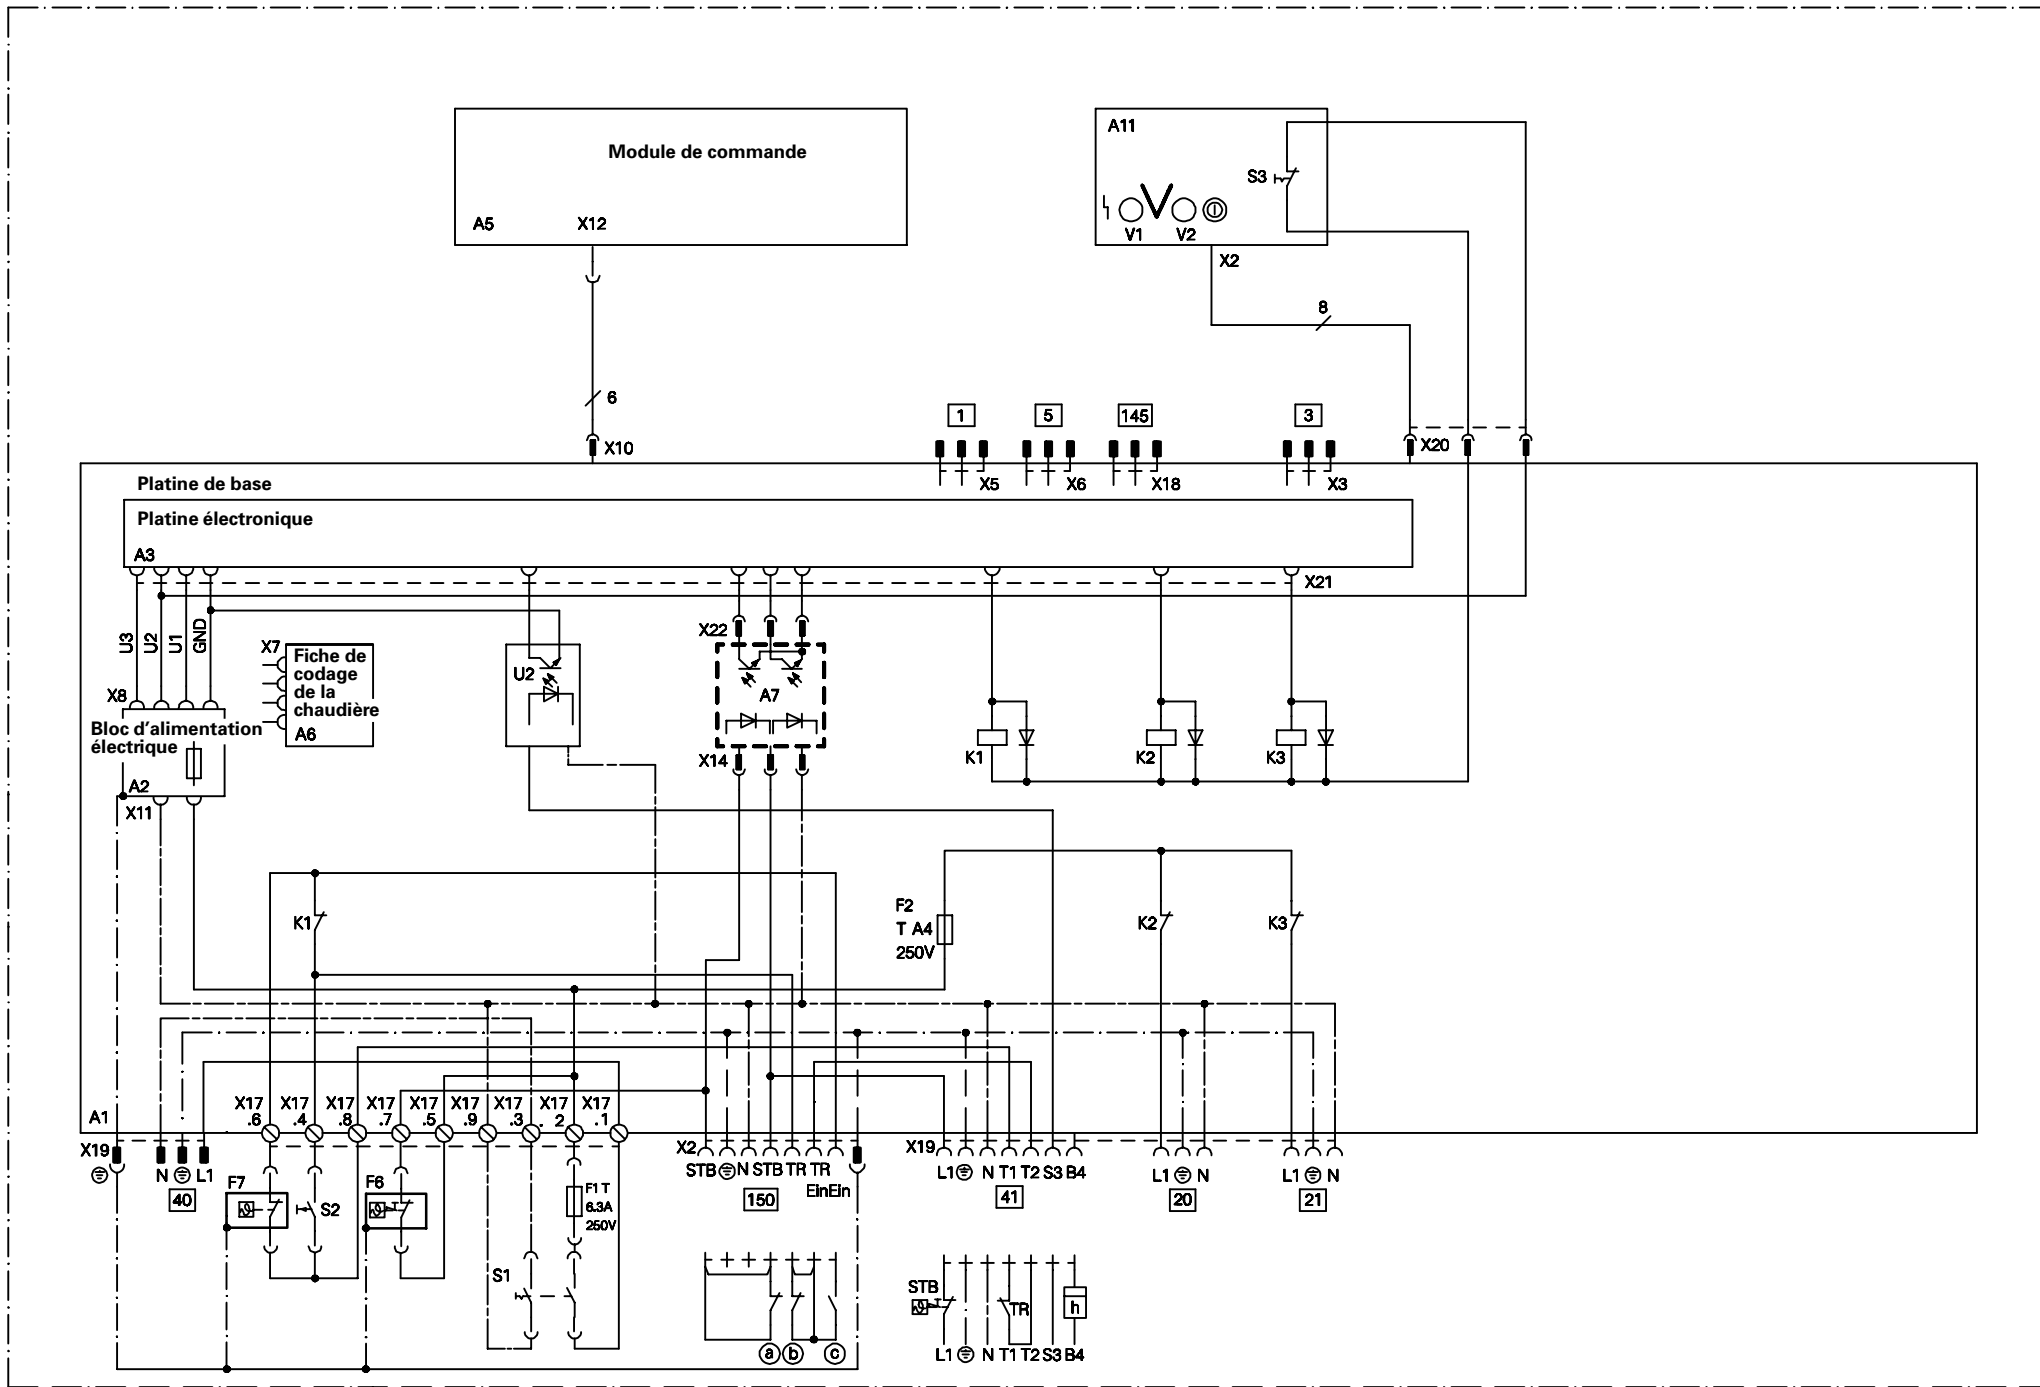 Module de commande
A5
X12
A11
S3
V1
V2
X2
8
6
1
5
145
3
X10
X20
X5
X6
X18
X3
Platine de base
Platine électronique
A3
X21
U3
U2
U1
GND
X7
Fiche de
codage
de la
chaudière
A6
X8
Bloc d'alimentation
électrique
A2
X11
U2
X22
A7
X14
K1
K2
K3
K1
F2
T A4
250V
K2
K3
A1
X17
.6
X17
.4
X17
.8
X17
.7
X17
.5
X17
.9
X17
.3
X17
. 2
X17
.1
X19
N
L1
40
F7
S2
F6
F1 T
6.3A
250V
S1
X2
STB
N
STB
TR
TR
Ein
Ein
150
X19
L1
N
T1
T2
S3
B4
41
L1
N
20
L1
N
21
a
b
c
STB
TR
h
L1
N
T1
T2
S3
B4